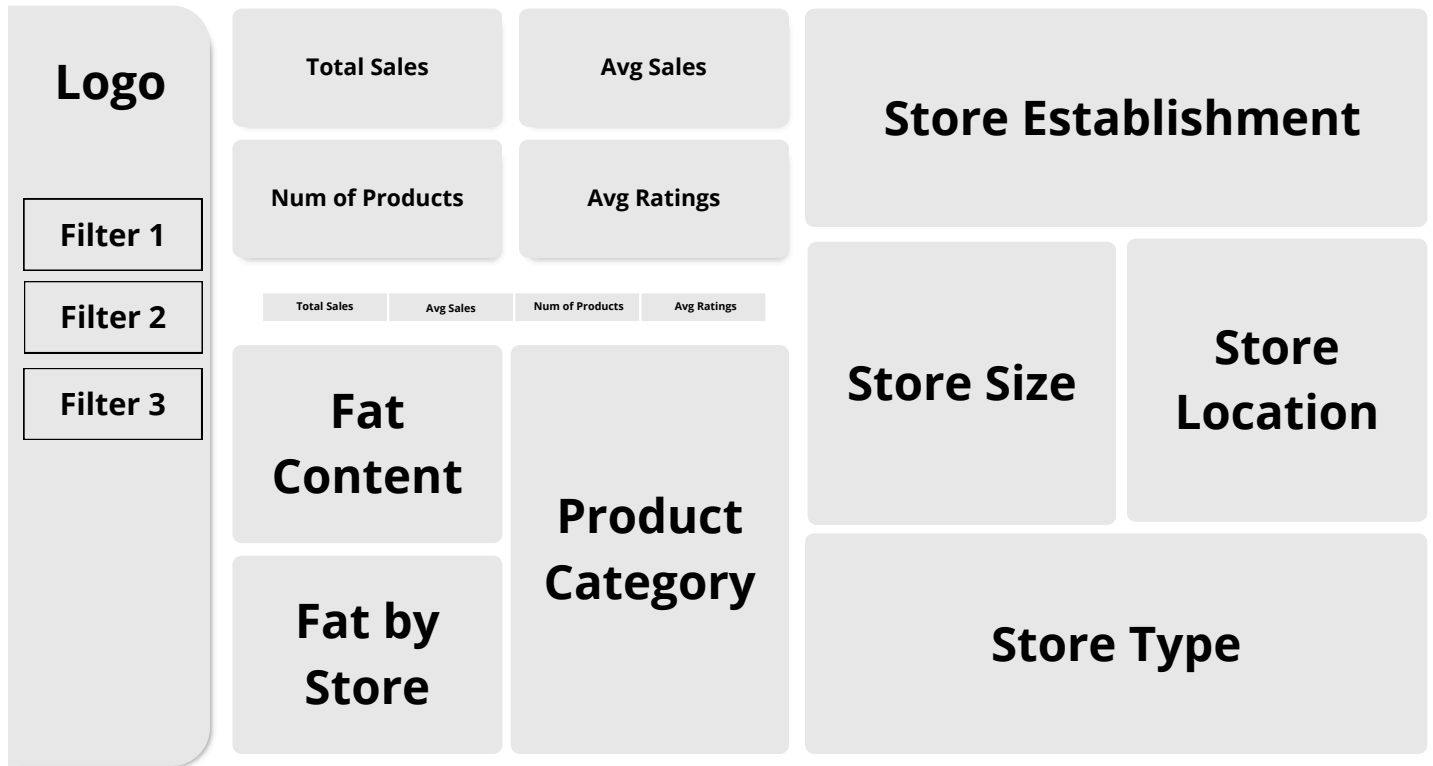 Logo
Filter 1
Filter 2
Filter 3
Total Sales
Avg Sales
Num of Products
Avg Ratings
Total Sales
Avg Sales
Num of Products
Avg Ratings
Fat
Content
Fat by
Store
Product
Category
Store Establishment
Store Size
Store
Location
Store Type